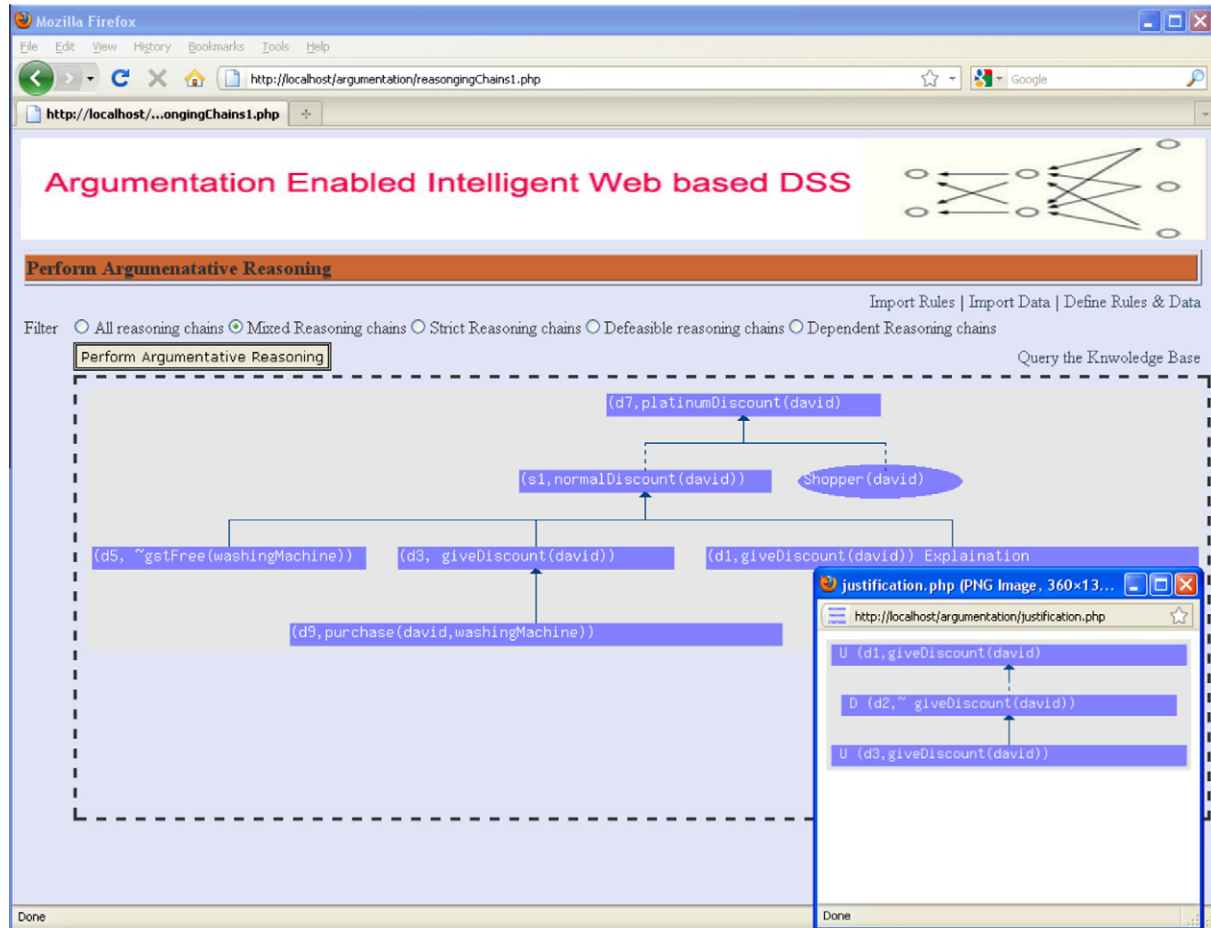 Mozilla Firefox
File Edit View History Bookmarks Tools Help
http://localhost/argumentation/reasongingChains1.php
Google
http://localhost/...ongingChains1.php
Argumentation Enabled Intelligent Web based DSS
Perform Argumenatative Reasoning
Import Rules | Import Data | Define Rules & Data
Filter All reasoning chains Mixed Reasoning chains Strict Reasoning chains Defeasible reasoning chains Dependent Reasoning chains
Perform Argumentative Reasoning
Query the Knwoledge Base
(d7,platinumDiscount(david)
(s1,normalDiscount(david))
Shopper(david)
(d5, ~gstFree(washingMachine))
(d3, giveDiscount(david))
(d1,giveDiscount(david)) Explaination
(d9,purchase(david,washingMachine))
justification.php (PNG Image, 360×13...
http://localhost/argumentation/justification.php
U (d1,giveDiscount(david)
D (d2,~ giveDiscount(david))
U (d3,giveDiscount(david))
Done
Done